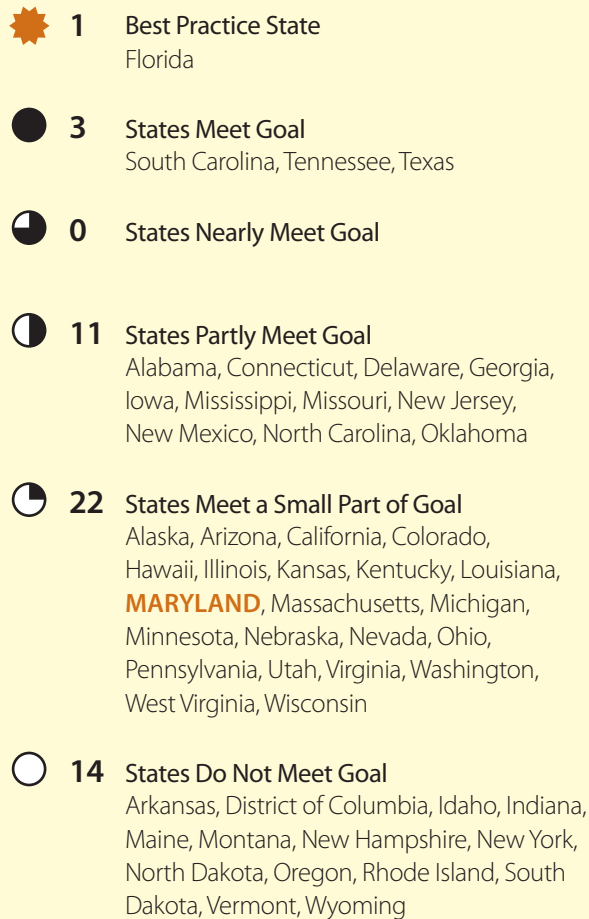 1 Best Practice State
Florida
3 States Meet Goal
South Carolina, Tennessee, Texas
0 States Nearly Meet Goal
11 States Partly Meet Goal
Alabama, Connecticut, Delaware, Georgia,
Iowa, Mississippi, Missouri, New Jersey,
New Mexico, North Carolina, Oklahoma
22 States Meet a Small Part of Goal
Alaska, Arizona, California, Colorado,
Hawaii, Illinois, Kansas, Kentucky, Louisiana,
MARYLAND, Massachusetts, Michigan,
Minnesota, Nebraska, Nevada, Ohio,
Pennsylvania, Utah, Virginia, Washington,
West Virginia, Wisconsin
14 States Do Not Meet Goal
Arkansas, District of Columbia, Idaho, Indiana,
Maine, Montana, New Hampshire, New York,
North Dakota, Oregon, Rhode Island, South
Dakota, Vermont, Wyoming